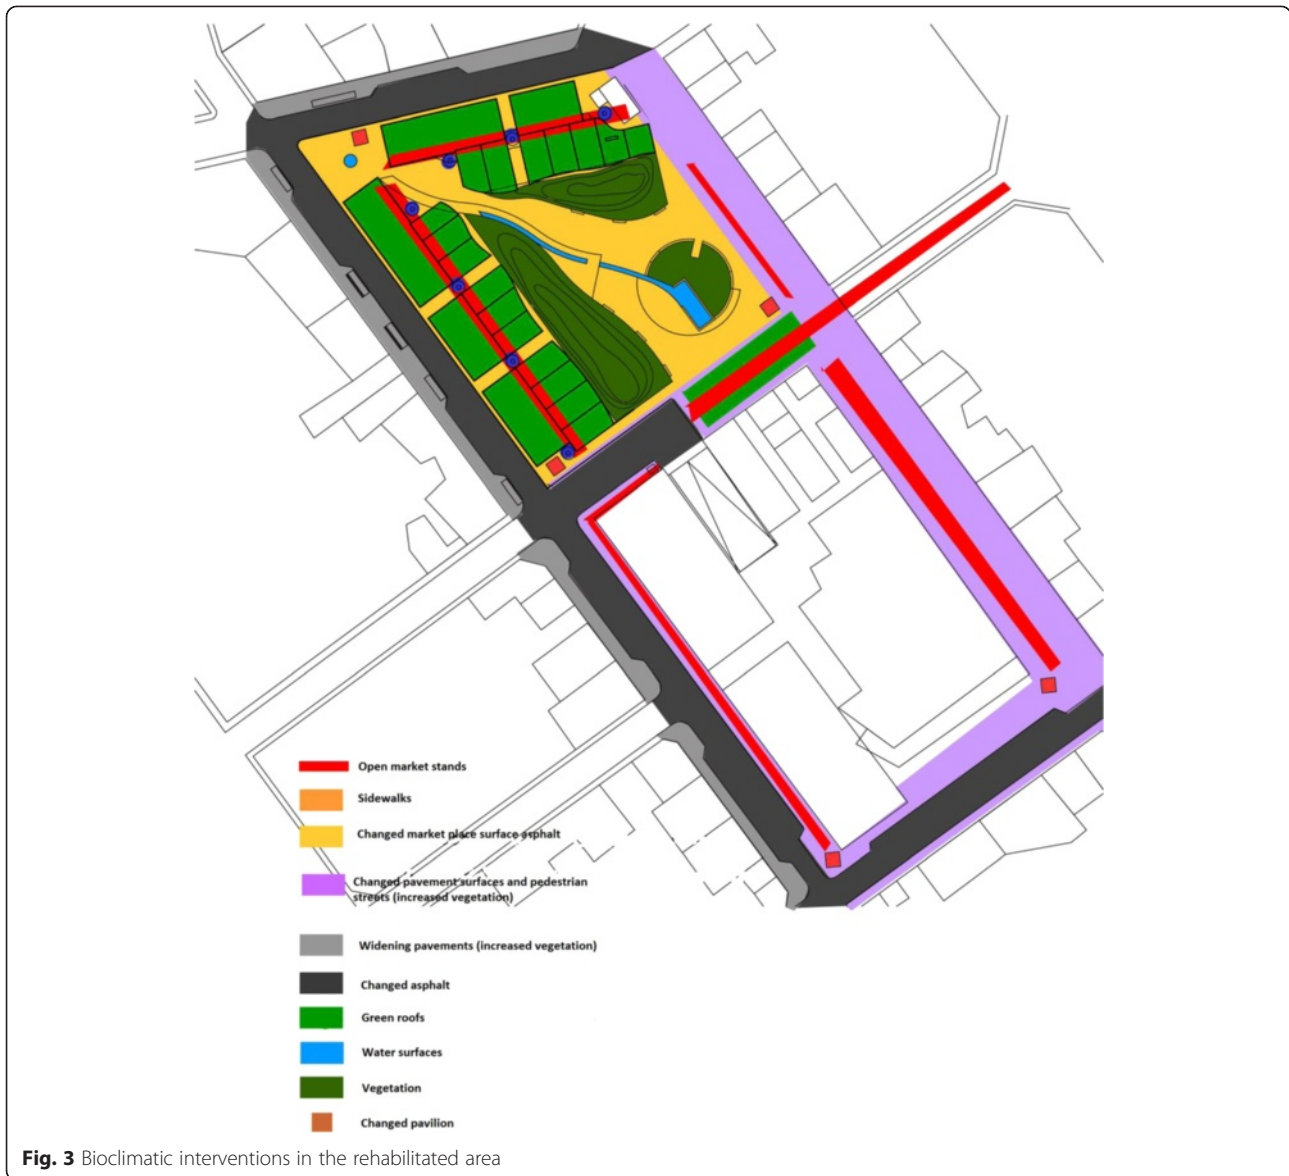 Open market stands
Sidewalks
Changed market place surface asphalt
Changed pavement surfaces and pedestrian
streets (increased vegetation)
Widening pavements (increased vegetation)
Changed asphalt
Green roofs
Water surfaces
Vegetation
Changed pavilion
Fig. 3 Bioclimatic interventions in the rehabilitated area